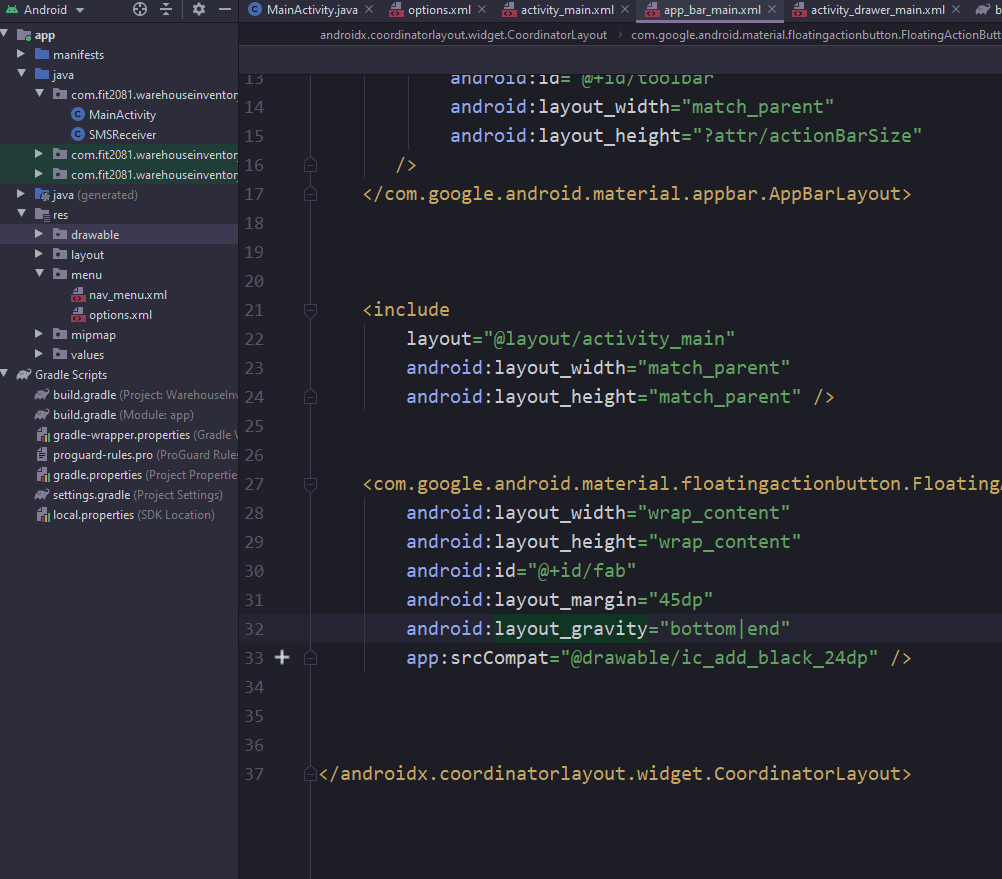 Android
MainActivity.java
options.xml
activity_main.xml
app_bar_main.xml
activity_drawer_main.xml
b
androidx.coordinatorlayout.widget.CoordinatorLayout
com.google.android.material.floatingactionbutton.FloatingActionButt
app
manifests
java
com.fit2081.warehouseinventor
MainActivity
SMSReceiver
com.fit2081.warehouseinventor
com.fit2081.warehouseinventor
java (generated)
res
drawable
layout
menu
nav_menu.xml
options.xml
mipmap
values
Gradle Scripts
build.gradle (Project: WarehouseInv
build.gradle (Module: app)
gradle-wrapper.properties (Gradle V
proguard-rules.pro (ProGuard Rules
gradle.properties (Project Propertie
settings.gradle (Project Settings)
local.properties (SDK Location)
13 android:id="@+id/toolbar"
14 android:layout_width="match_parent"
15 android:layout_height="?attr/actionBarSize"
16 />
17 </com.google.android.material.appbar.AppBarLayout>
18
19
20
21 <include
22 layout="@layout/activity_main"
23 android:layout_width="match_parent"
24 android:layout_height="match_parent" />
25
26
27 <com.google.android.material.floatingactionbutton.FloatingA
28 android:layout_width="wrap_content"
29 android:layout_height="wrap_content"
30 android:id="@+id/fab"
31 android:layout_margin="45dp"
32 android:layout_gravity="bottom|end"
33 app:srcCompat="@drawable/ic_add_black_24dp" />
34
35
36
37 </androidx.coordinatorlayout.widget.CoordinatorLayout>